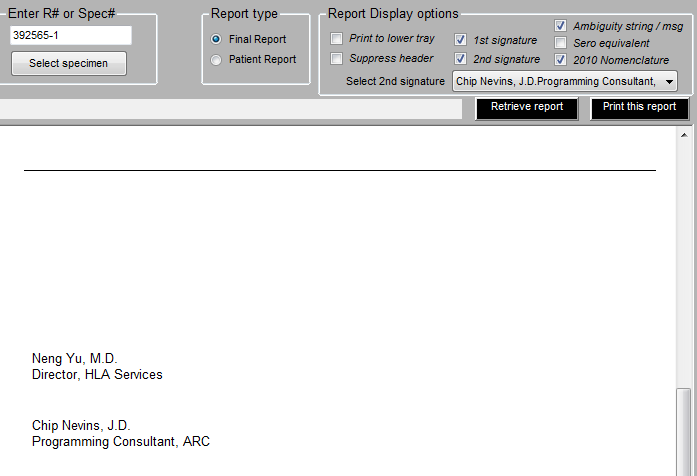 Enter R# or Spec#
392565-1
Select specimen
Report type
Final Report
Patient Report
Report Display options
Print to lower tray
Suppress header
1st signature
2nd signature
Ambiguity string / msg
Sero equivalent
2010 Nomenclature
Select 2nd signature
Chip Nevins, J.D.Programming Consultant,
Retrieve report
Print this report
Neng Yu, M.D.
Director, HLA Services
Chip Nevins, J.D.
Programming Consultant, ARC